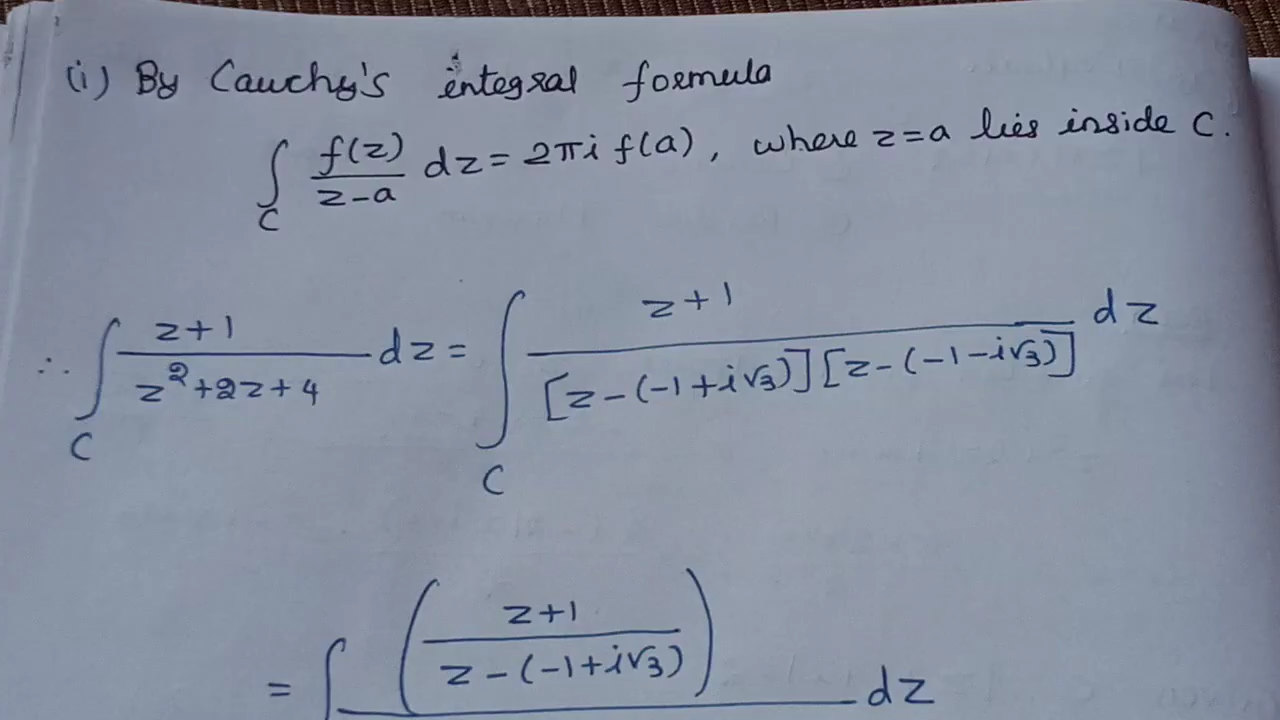 (i) By Cauchy's integral formula
∫_C f(z)/(z-a) dz = 2πi f(a), where z=a lies inside C.
∴ ∫_C (z+1)/(z²+2z+4) dz = ∫_C (z+1)/([z-(-1+i√3)][z-(-1-i√3)]) dz
= ∫ ((z+1)/(z-(-1+i√3))) dz